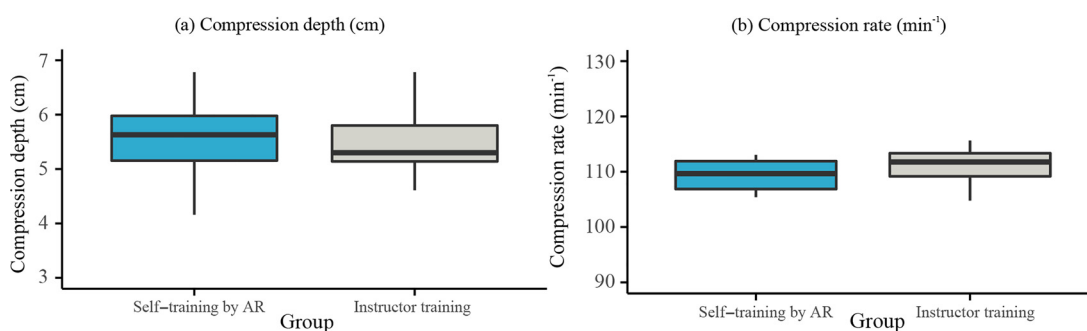 (a) Compression depth (cm)
Compression depth (cm)
7
6
5
4
3
Self−training by AR
Instructor training
Group
(b) Compression rate (min⁻¹)
Compression rate (min⁻¹)
130
120
110
100
90
Self−training by AR
Instructor training
Group